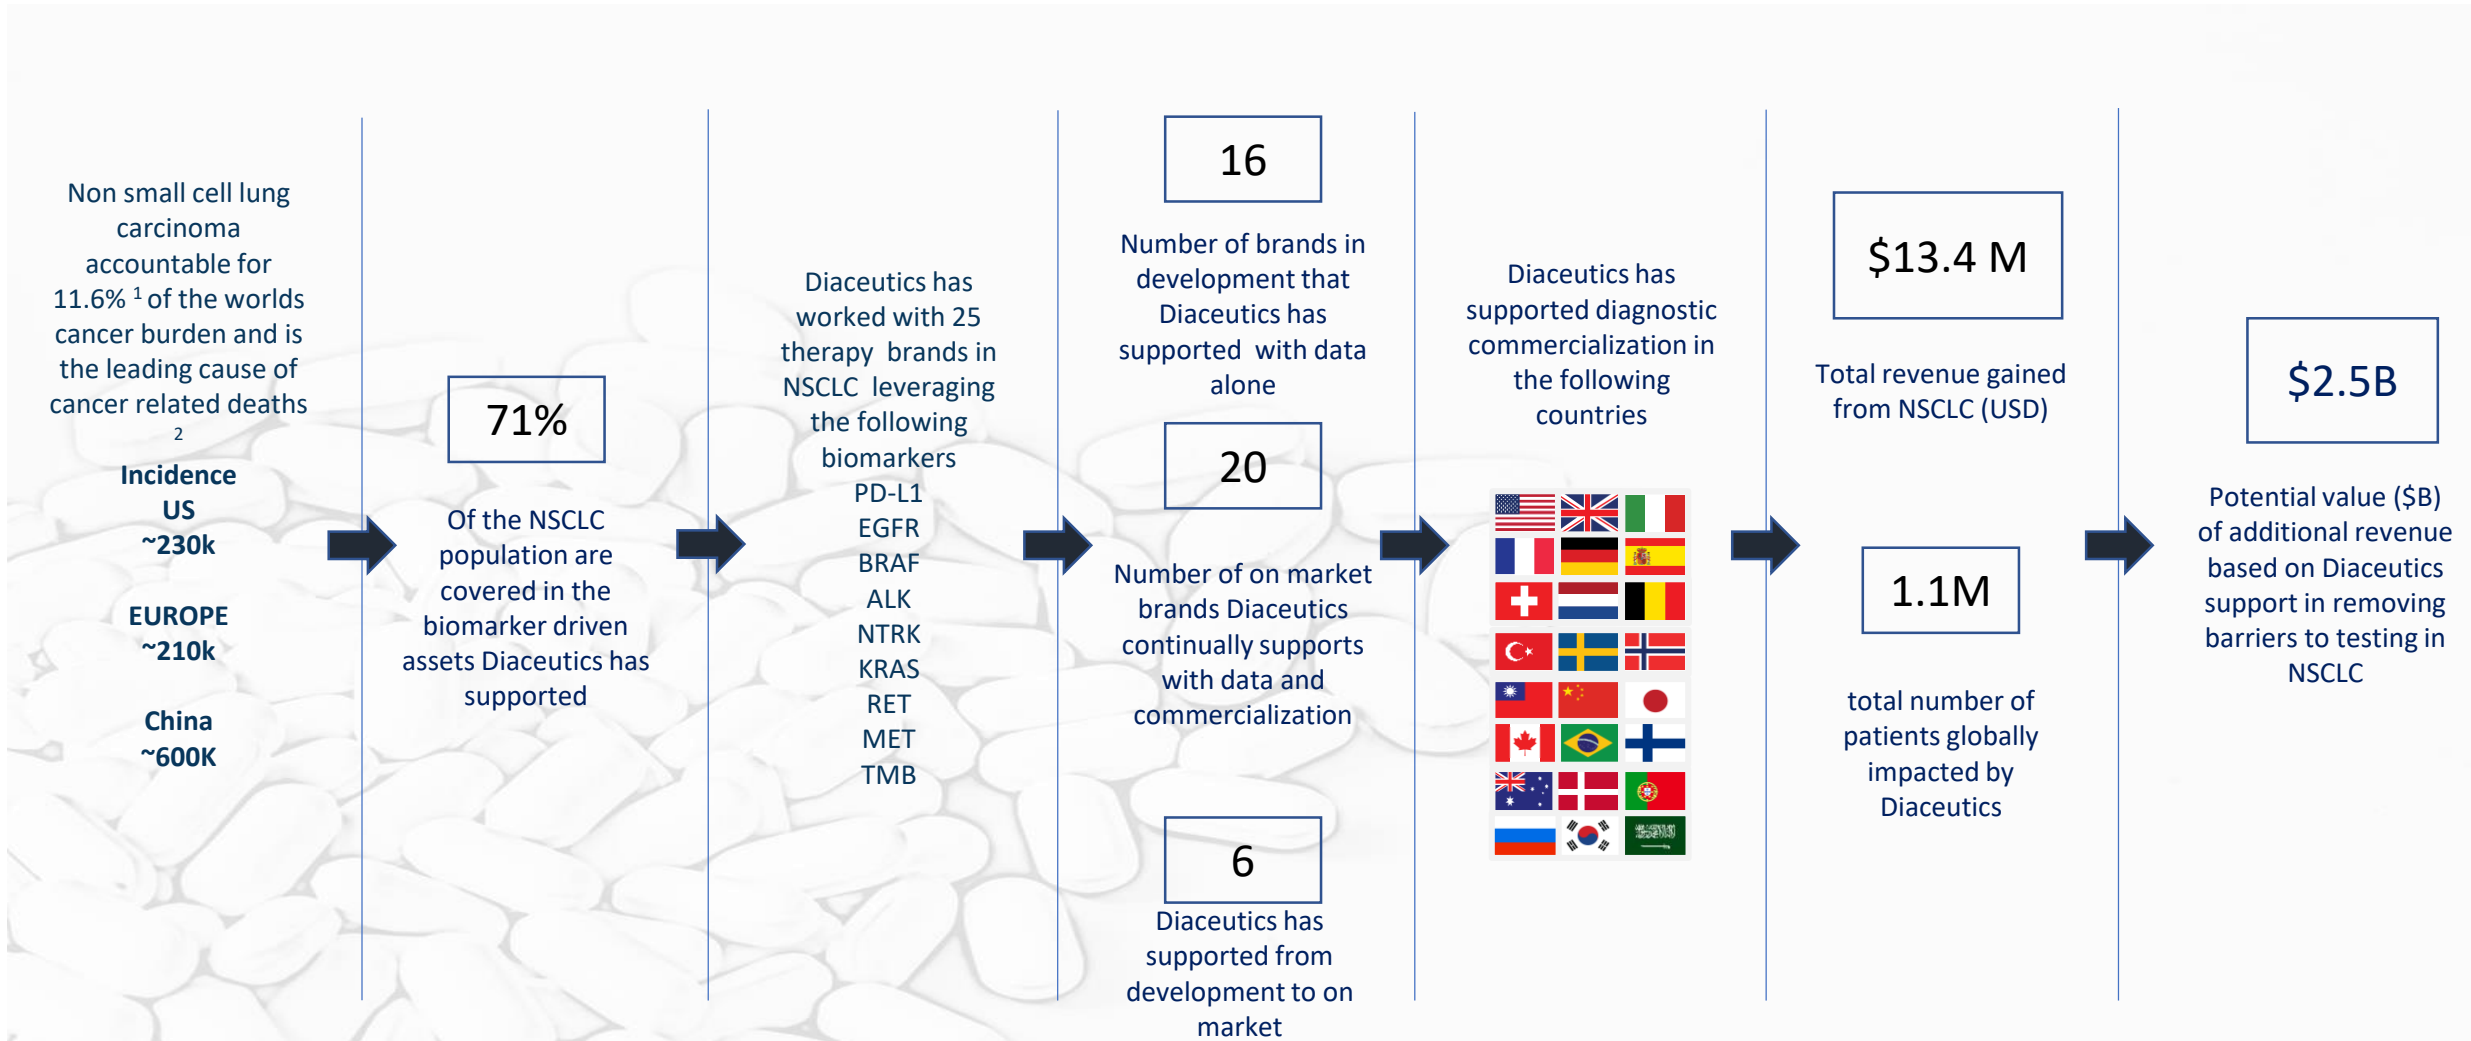 Non small cell lung
carcinoma
accountable for
11.6% 1 of the worlds
cancer burden and is
the leading cause of
cancer related deaths
2
Incidence
US
~230k
EUROPE
~210k
China
~600K
71%
Of the NSCLC
population are
covered in the
biomarker driven
assets Diaceutics has
supported
Diaceutics has
worked with 25
therapy brands in
NSCLC leveraging
the following
biomarkers
PD-L1
EGFR
BRAF
ALK
NTRK
KRAS
RET
MET
TMB
16
Number of brands in
development that
Diaceutics has
supported with data
alone
20
Number of on market
brands Diaceutics
continually supports
with data and
commercialization
6
Diaceutics has
supported from
development to on
market
Diaceutics has
supported diagnostic
commercialization in
the following
countries
$13.4 M
Total revenue gained
from NSCLC (USD)
1.1M
total number of
patients globally
impacted by
Diaceutics
$2.5B
Potential value ($B)
of additional revenue
based on Diaceutics
support in removing
barriers to testing in
NSCLC